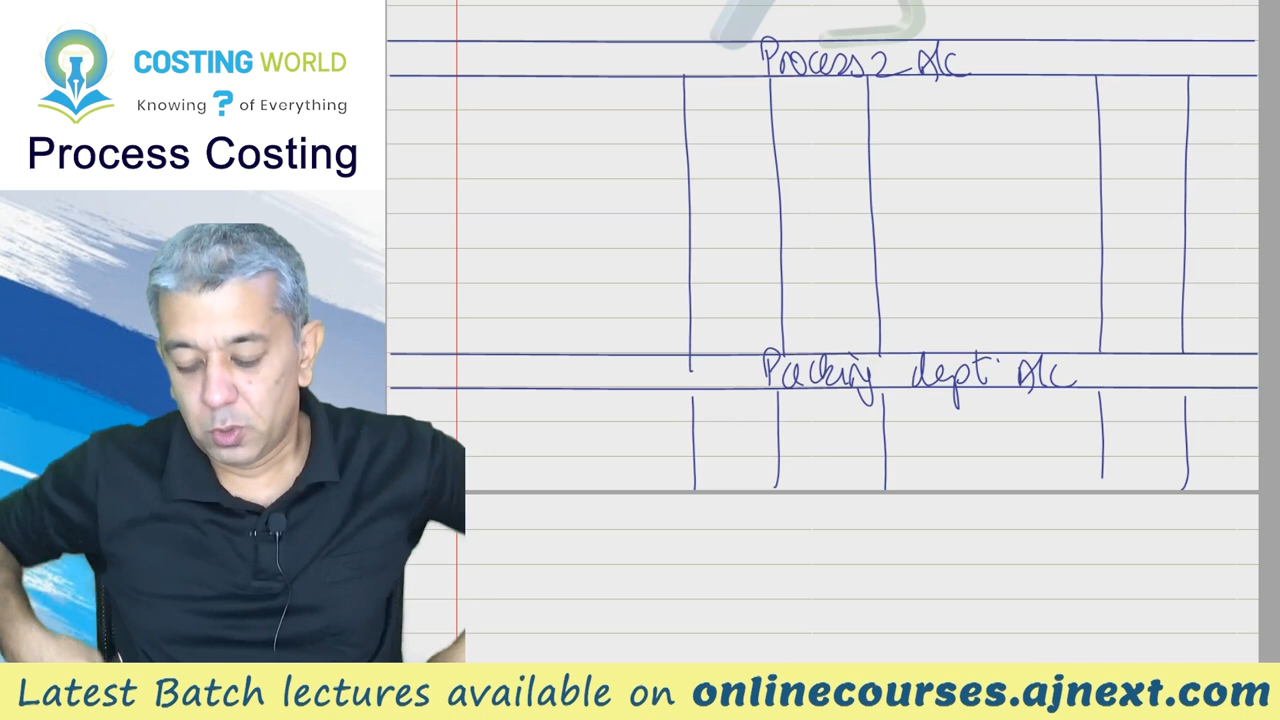 COSTING WORLD
Knowing ? of Everything
Process Costing
Process 2 A/c
Packing dept. A/c
Latest Batch lectures available on onlinecourses.ajnext.com